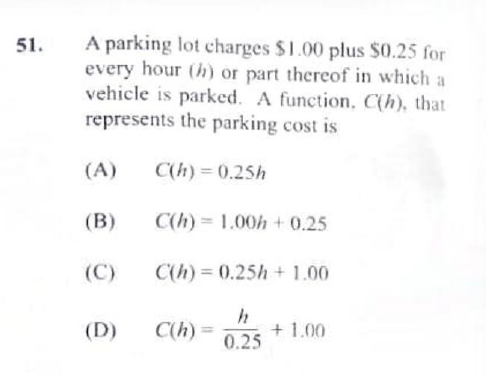 51. A parking lot charges $1.00 plus $0.25 for
every hour (h) or part thereof in which a
vehicle is parked. A function, C(h), that
represents the parking cost is
(A) C(h) = 0.25h
(B) C(h) = 1.00h + 0.25
(C) C(h) = 0.25h + 1.00
(D) C(h) = h/0.25 + 1.00